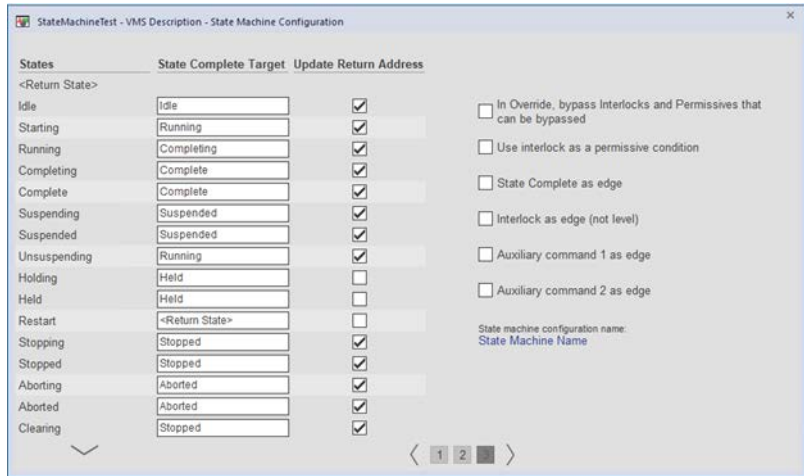 StateMachineTest - VMS Description - State Machine Configuration
States State Complete Target Update Return Address
<Return State>
Idle Idle
Starting Running
Running Completing
Completing Complete
Complete Complete
Suspending Suspended
Suspended Suspended
Unsuspending Running
Holding Held
Held Held
Restart <Return State>
Stopping Stopped
Stopped Stopped
Aborting Aborted
Aborted Aborted
Clearing Stopped
In Override, bypass Interlocks and Permissives that
can be bypassed
Use interlock as a permissive condition
State Complete as edge
Interlock as edge (not level)
Auxiliary command 1 as edge
Auxiliary command 2 as edge
State machine configuration name:
State Machine Name
1 2 3